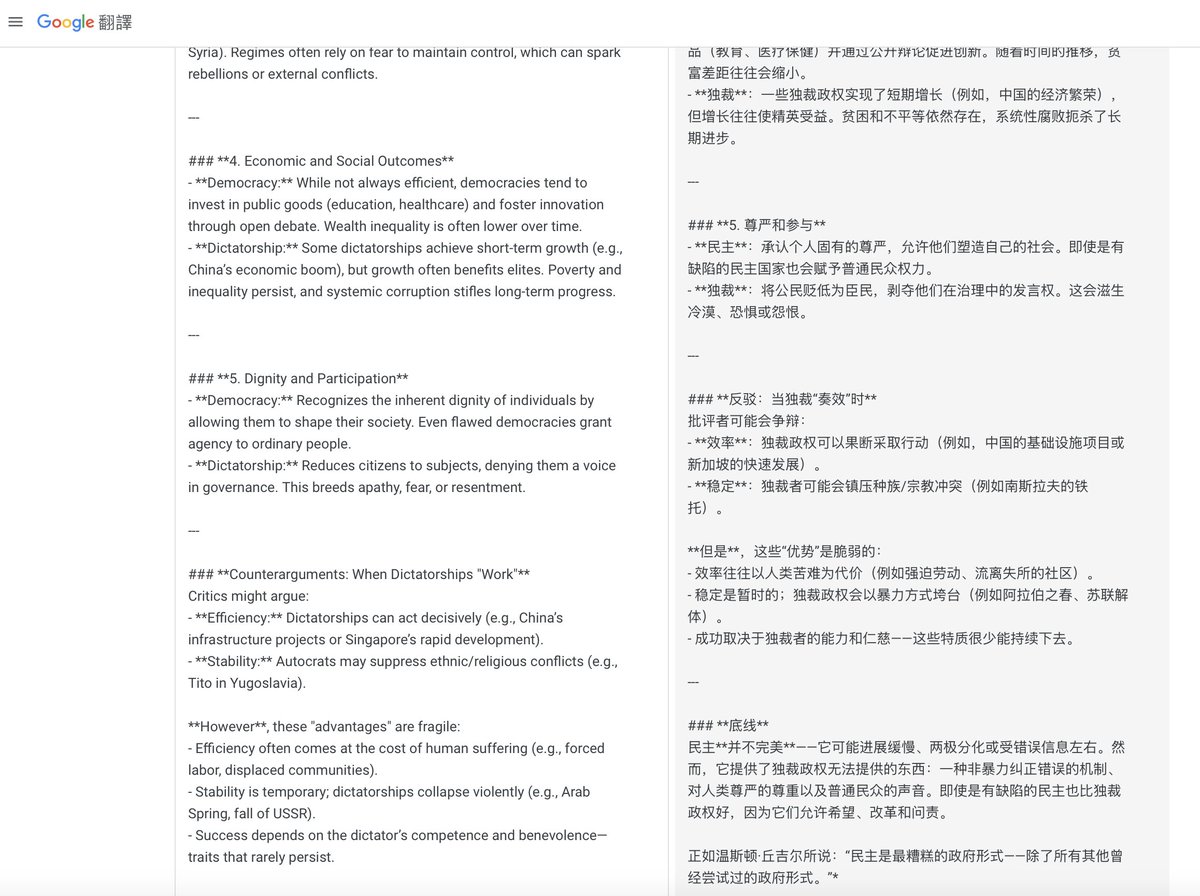 Google 翻譯
Syria). Regimes often rely on fear to maintain control, which can spark
rebellions or external conflicts.
---
### **4. Economic and Social Outcomes**
- **Democracy:** While not always efficient, democracies tend to
invest in public goods (education, healthcare) and foster innovation
through open debate. Wealth inequality is often lower over time.
- **Dictatorship:** Some dictatorships achieve short-term growth (e.g.,
China’s economic boom), but growth often benefits elites. Poverty and
inequality persist, and systemic corruption stifles long-term progress.
---
### **5. Dignity and Participation**
- **Democracy:** Recognizes the inherent dignity of individuals by
allowing them to shape their society. Even flawed democracies grant
agency to ordinary people.
- **Dictatorship:** Reduces citizens to subjects, denying them a voice
in governance. This breeds apathy, fear, or resentment.
---
### **Counterarguments: When Dictatorships "Work"**
Critics might argue:
- **Efficiency:** Dictatorships can act decisively (e.g., China’s
infrastructure projects or Singapore’s rapid development).
- **Stability:** Autocrats may suppress ethnic/religious conflicts (e.g.,
Tito in Yugoslavia).
**However**, these "advantages" are fragile:
- Efficiency often comes at the cost of human suffering (e.g., forced
labor, displaced communities).
- Stability is temporary; dictatorships collapse violently (e.g., Arab
Spring, fall of USSR).
- Success depends on the dictator’s competence and benevolence—
traits that rarely persist.
品（教育、医疗保健）并通过公开辩论促进创新。随着时间的推移，贫
富差距往往会缩小。
- **独裁**：一些独裁政权实现了短期增长（例如，中国的经济繁荣），
但增长往往使精英受益。贫困和不平等依然存在，系统性腐败扼杀了长
期进步。
---
### **5. 尊严和参与**
- **民主**：承认个人固有的尊严，允许他们塑造自己的社会。即使是有
缺陷的民主国家也会赋予普通民众权力。
- **独裁**：将公民贬低为臣民，剥夺他们在治理中的发言权。这会滋生
冷漠、恐惧或怨恨。
---
### **反驳：当独裁“奏效”时**
批评者可能会争辩：
- **效率**：独裁政权可以果断采取行动（例如，中国的基础设施项目或
新加坡的快速发展）。
- **稳定**：独裁者可能会镇压种族/宗教冲突（例如南斯拉夫的铁
托）。
**但是**，这些“优势”是脆弱的：
- 效率往往以人类苦难为代价（例如强迫劳动、流离失所的社区）。
- 稳定是暂时的；独裁政权会以暴力方式垮台（例如阿拉伯之春、苏联解
体）。
- 成功取决于独裁者的能力和仁慈——这些特质很少能持续下去。
---
### **底线**
民主**并不完美**——它可能进展缓慢、两极分化或受错误信息左右。然
而，它提供了独裁政权无法提供的东西：一种非暴力纠正错误的机制、
对人类尊严的尊重以及普通民众的声音。即使是有缺陷的民主也比独裁
政权好，因为它们允许希望、改革和问责。
正如温斯顿·丘吉尔所说：“民主是最糟糕的政府形式——除了所有其他曾
经尝试过的政府形式。”*